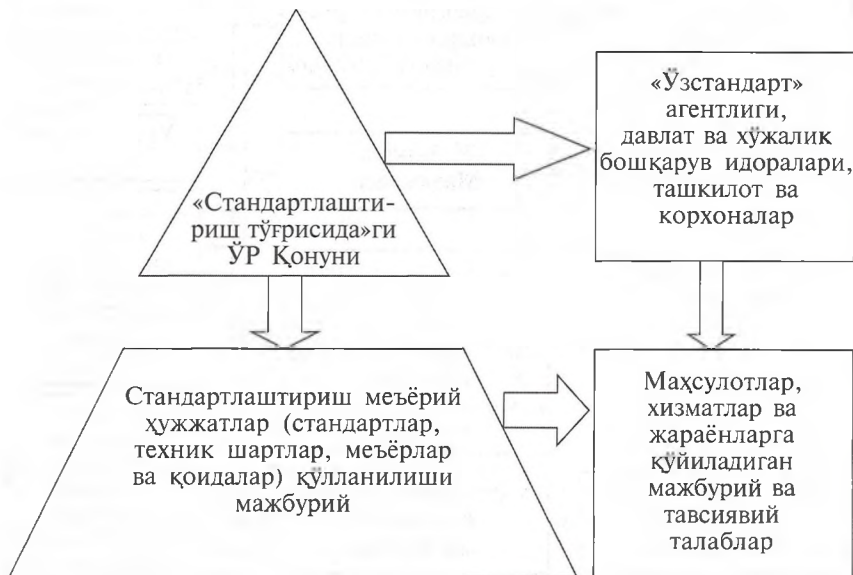 «Стандартлашти-
риш тўғрисида»ги
ЎР Қонуни
«Ўзстандарт»
агентлиги,
давлат ва хўжалик
бошқарув идоралари,
ташкилот ва
корхоналар
Стандартлаштириш меъёрий
ҳужжатлар (стандартлар,
техник шартлар, меъёрлар
ва қоидалар) қўлланилиши
мажбурий
Маҳсулотлар,
хизматлар ва
жараёнларга
қўйиладиган
мажбурий ва
тавсиявий
талаблар